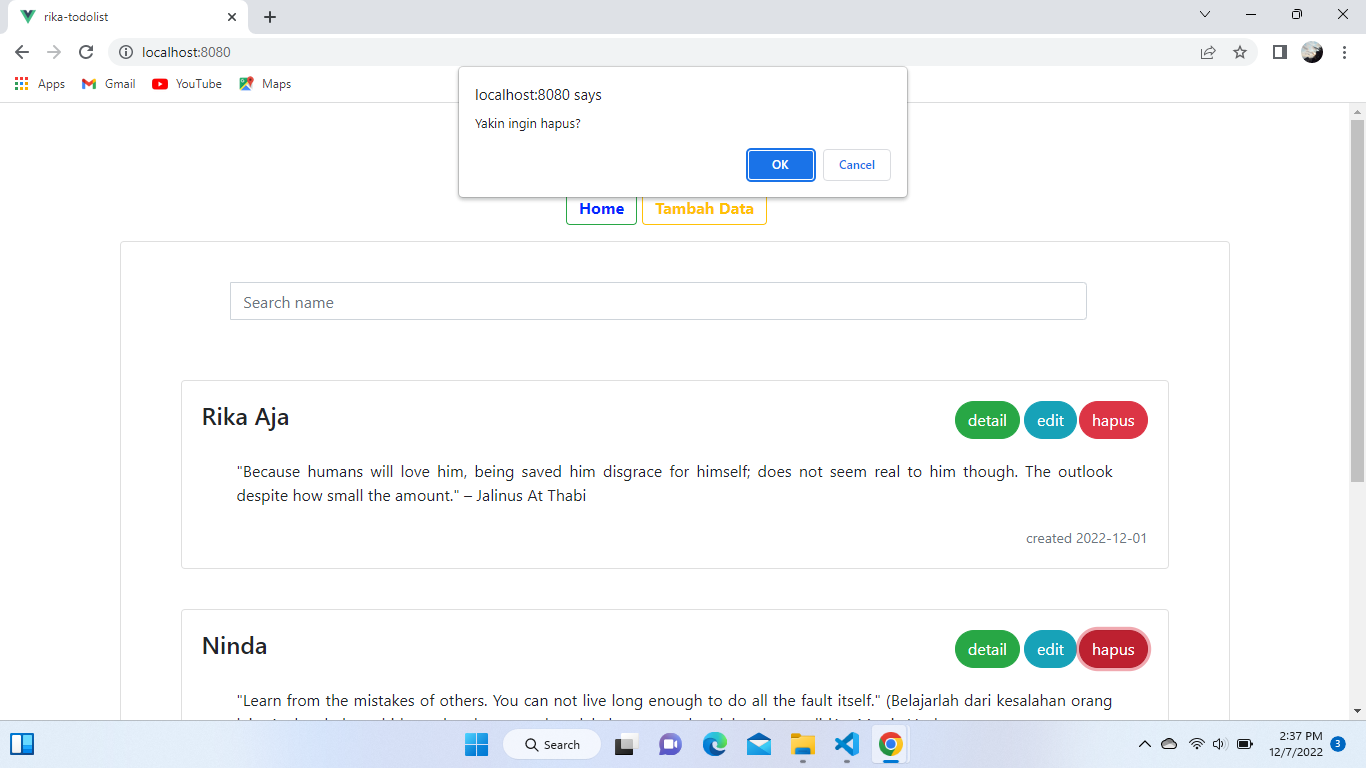 rika-todolist
localhost:8080
Apps Gmail YouTube Maps
localhost:8080 says
Yakin ingin hapus?
OK Cancel
Home Tambah Data
Search name
Rika Aja detail edit hapus
"Because humans will love him, being saved him disgrace for himself; does not seem real to him though. The outlook
despite how small the amount." – Jalinus At Thabi
created 2022-12-01
Ninda detail edit hapus
"Learn from the mistakes of others. You can not live long enough to do all the fault itself." (Belajarlah dari kesalahan orang
Search 2:37 PM
12/7/2022 3